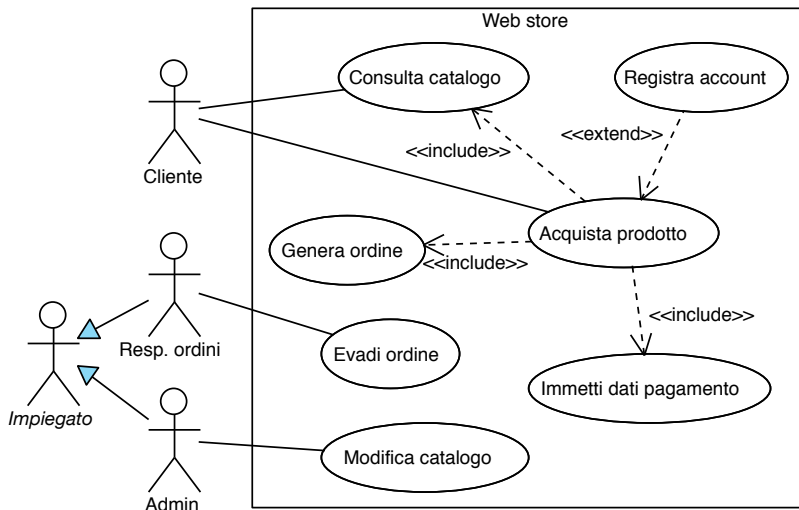 Web store
Consulta catalogo
Registra account
<<extend>>
<<include>>
Cliente
Acquista prodotto
Genera ordine
<<include>>
<<include>>
Resp. ordini
Evadi ordine
Immetti dati pagamento
Impiegato
Modifica catalogo
Admin